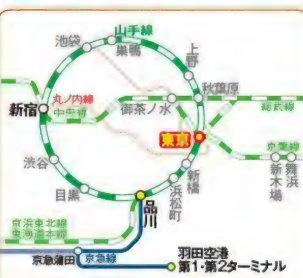 山手線
池袋
巣鴨
上野
丸ノ内線
中央線
秋葉原
新宿
御茶ノ水
総武線
東京
京葉線
渋谷
新橋
浜松町
新木場
舞浜
目黒
品川
京浜東北線
東海道本線
京急蒲田
京急線
羽田空港
第1・第2ターミナル